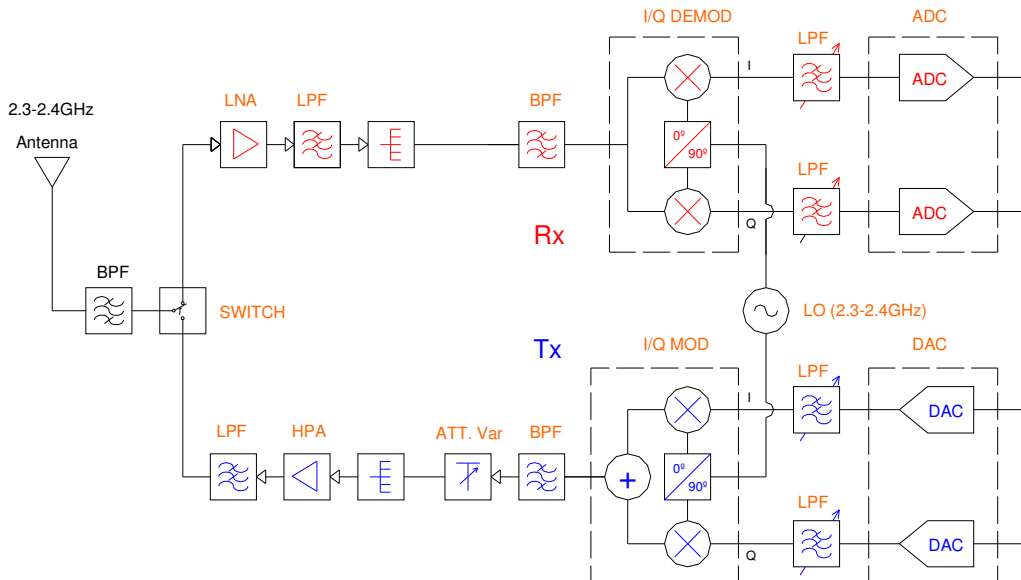 I/Q DEMOD
ADC
LPF
I
ADC
LNA
LPF
BPF
2.3-2.4GHz
Antenna
0º
90º
LPF
ADC
Q
Rx
BPF
SWITCH
LO (2.3-2.4GHz)
Tx
I/Q MOD
DAC
LPF
I
DAC
LPF
HPA
ATT. Var
BPF
+
0º
90º
LPF
DAC
Q